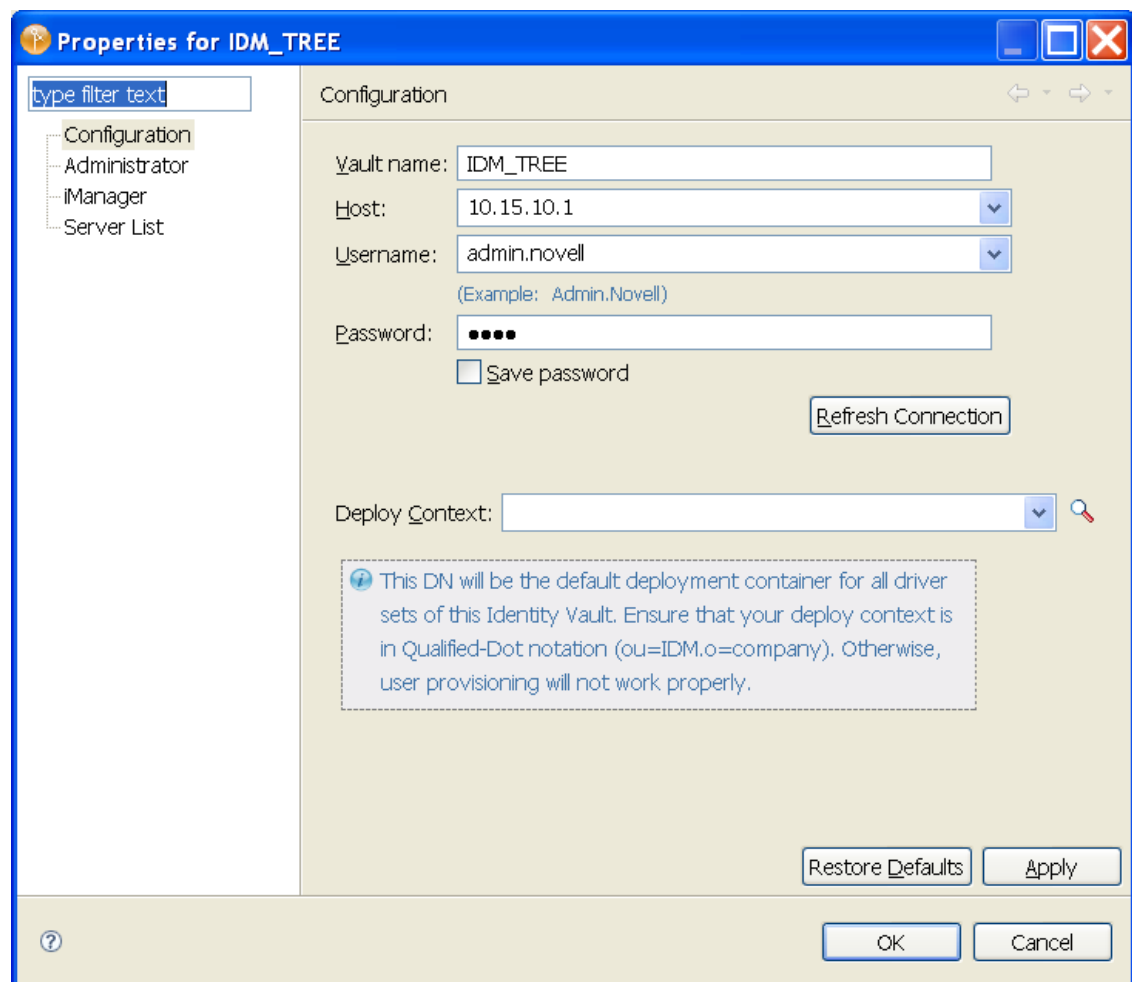 Properties for IDM_TREE
type filter text
Configuration
Administrator
iManager
Server List
Configuration
Vault name: IDM_TREE
Host: 10.15.10.1
Username: admin.novell
(Example: Admin.Novell)
Password: ●●●●
Save password
Refresh Connection
Deploy Context:
This DN will be the default deployment container for all driver
sets of this Identity Vault. Ensure that your deploy context is
in Qualified-Dot notation (ou=IDM.o=company). Otherwise,
user provisioning will not work properly.
Restore Defaults Apply
OK Cancel